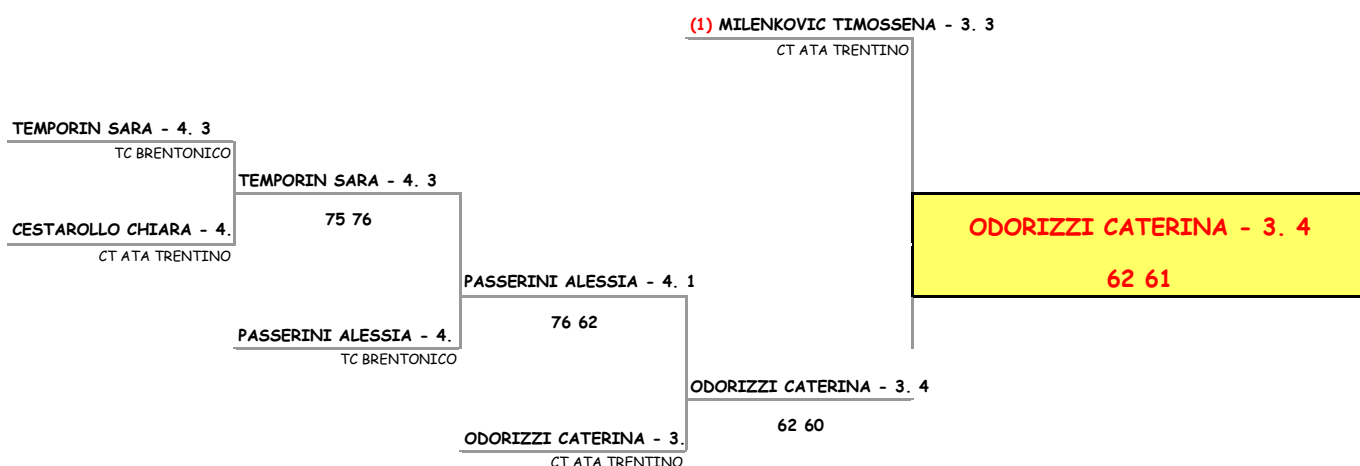 (1) MILENKOVIC TIMOSSENA - 3. 3
CT ATA TRENTINO
TEMPORIN SARA - 4. 3
TC BRENTONICO
TEMPORIN SARA - 4. 3
75 76
CESTAROLLO CHIARA - 4.
CT ATA TRENTINO
ODORIZZI CATERINA - 3. 4
62 61
PASSERINI ALESSIA - 4. 1
76 62
PASSERINI ALESSIA - 4.
TC BRENTONICO
ODORIZZI CATERINA - 3. 4
62 60
ODORIZZI CATERINA - 3.
CT ATA TRENTINO